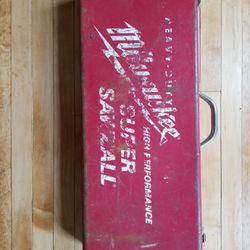 HEAVY-DUTY
Milwaukee
HIGH PERFORMANCE
SUPER
SAWZALL